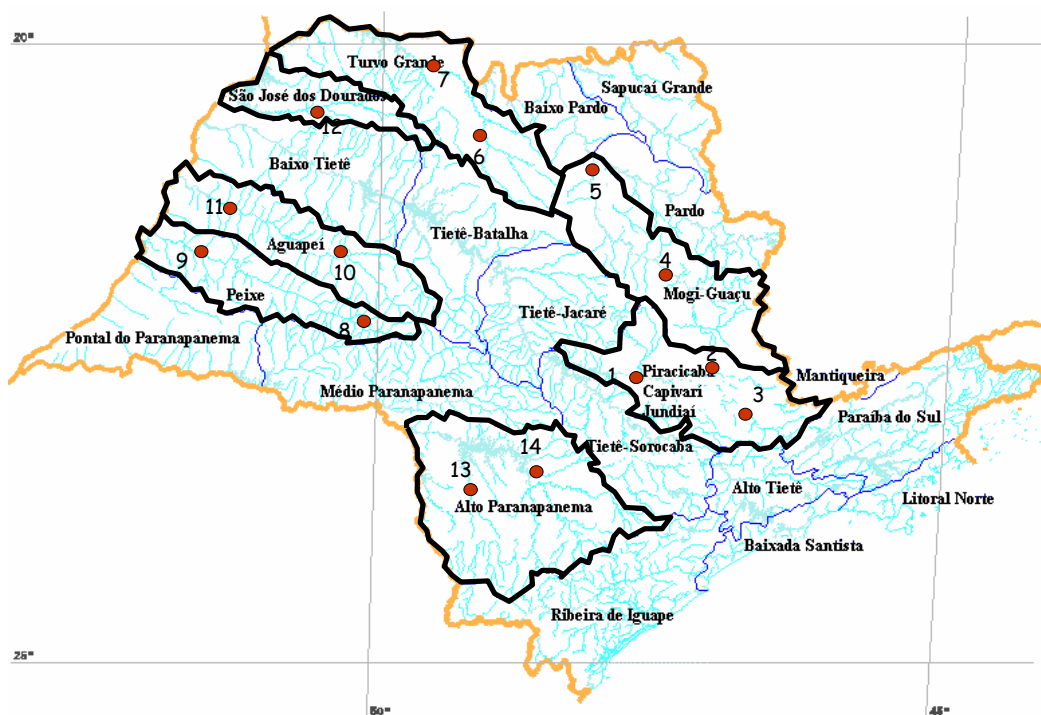 20°
Turvo Grande
7
Sapucaí Grande
São José dos Dourados
Baixo Pardo
12
6
Baixo Tietê
5
11
Pardo
Tietê-Batalha
Aguapeí
9
10
4
Peixe
Mogi-Guaçu
Tietê-Jacaré
8
Pontal do Paranapanema
2
1
Piracicaba
Mantiqueira
Médio Paranapanema
Capivarí
3
Jundiaí
Paraíba do Sul
Tietê-Sorocaba
14
13
Alto Tietê
Alto Paranapanema
Litoral Norte
Baixada Santista
Ribeira de Iguape
25°
50°
45°